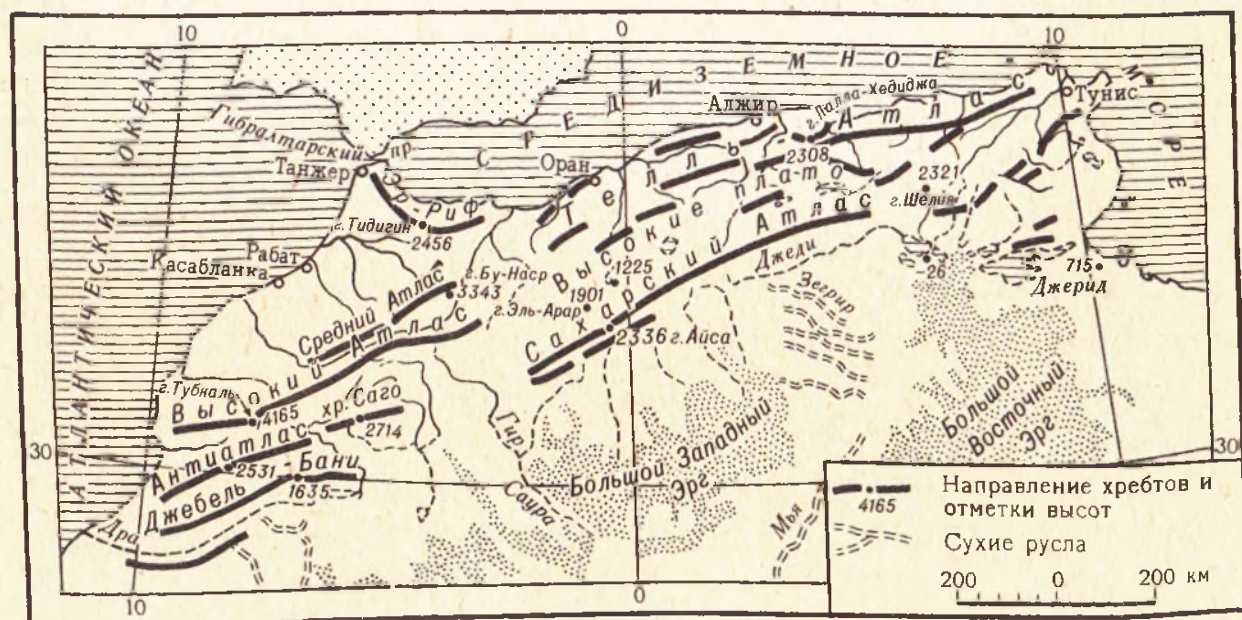 10
0
10
АТЛАНТИЧЕСКИЙ ОКЕАН
СРЕДИЗЕМНОЕ МОРЕ
Гибралтарский пр.
Танжер
Оран
Алжир
г. Лалла-Хедиджа
2308
Тунис
Эр-Риф
г. Тидигин
2456
Телль Атлас
Высокие плато
2321
г. Шелия
Рабат
Касабланка
Средний Атлас
г. Бу-Наср
3343
1225
1901
г. Эль-Арар
Сахарский Атлас
Джеди
26
715
Джерид
Зегрир
2336 г. Айса
Высокий Атлас
г. Тубкаль
4165
хр. Саго
2714
Антиатлас
2531
Джебель Бани
1635
Дра
Гир
Саура
Большой Западный
Эрг
Большой
Восточный
Эрг
Мья
30
30
10
0
4165
Направление хребтов и
отметки высот
Сухие русла
200 0 200 км